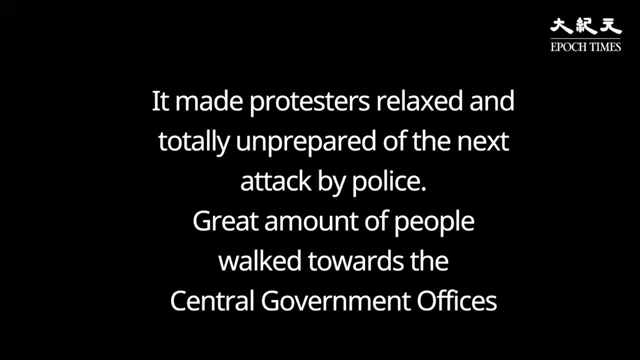 大紀元
EPOCH TIMES
It made protesters relaxed and
totally unprepared of the next
attack by police.
Great amount of people
walked towards the
Central Government Offices